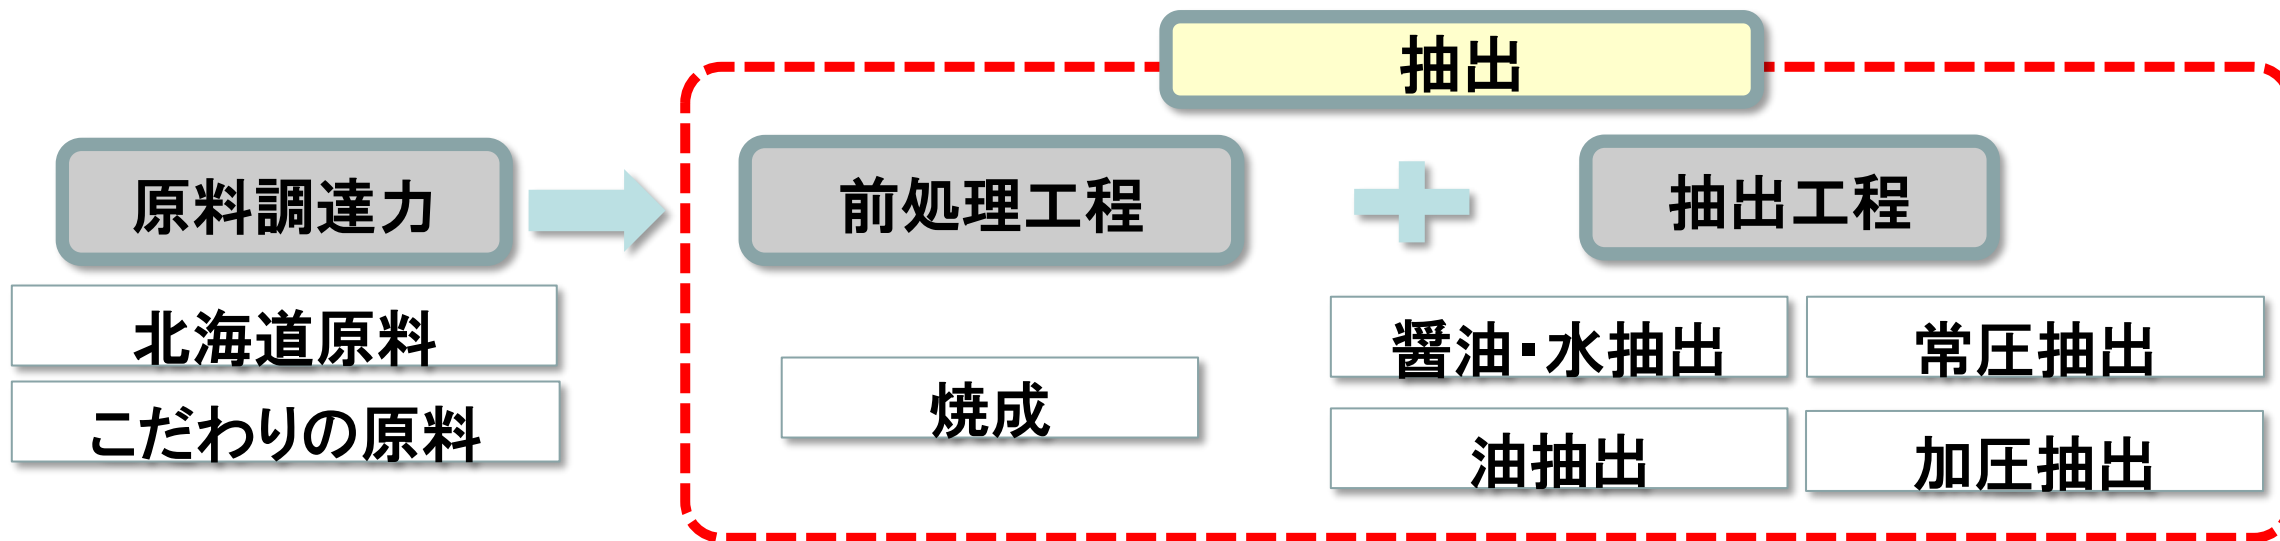 抽出
原料調達力
前処理工程
抽出工程
北海道原料
こだわりの原料
焼成
醤油・水抽出
常圧抽出
油抽出
加圧抽出